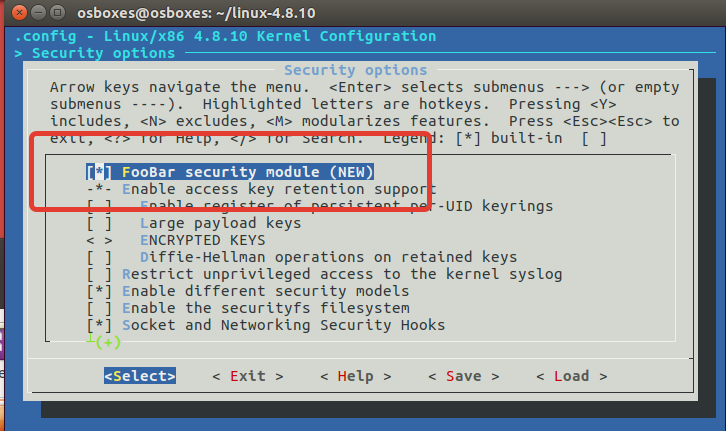 osboxes@osboxes: ~/linux-4.8.10
.config - Linux/x86 4.8.10 Kernel Configuration
> Security options
Security options
Arrow keys navigate the menu.  <Enter> selects submenus ---> (or empty
submenus ----).  Highlighted letters are hotkeys.  Pressing <Y>
includes, <N> excludes, <M> modularizes features.  Press <Esc><Esc> to
exit, <?> for Help, </> for Search.  Legend: [*] built-in  [ ]
[*] FooBar security module (NEW)
-*- Enable access key retention support
[ ]   Enable register of persistent per-UID keyrings
[ ]   Large payload keys
< >   ENCRYPTED KEYS
[ ]   Diffie-Hellman operations on retained keys
[ ] Restrict unprivileged access to the kernel syslog
[*] Enable different security models
[ ] Enable the securityfs filesystem
[*] Socket and Networking Security Hooks
(+)
<Select>    < Exit >    < Help >    < Save >    < Load >